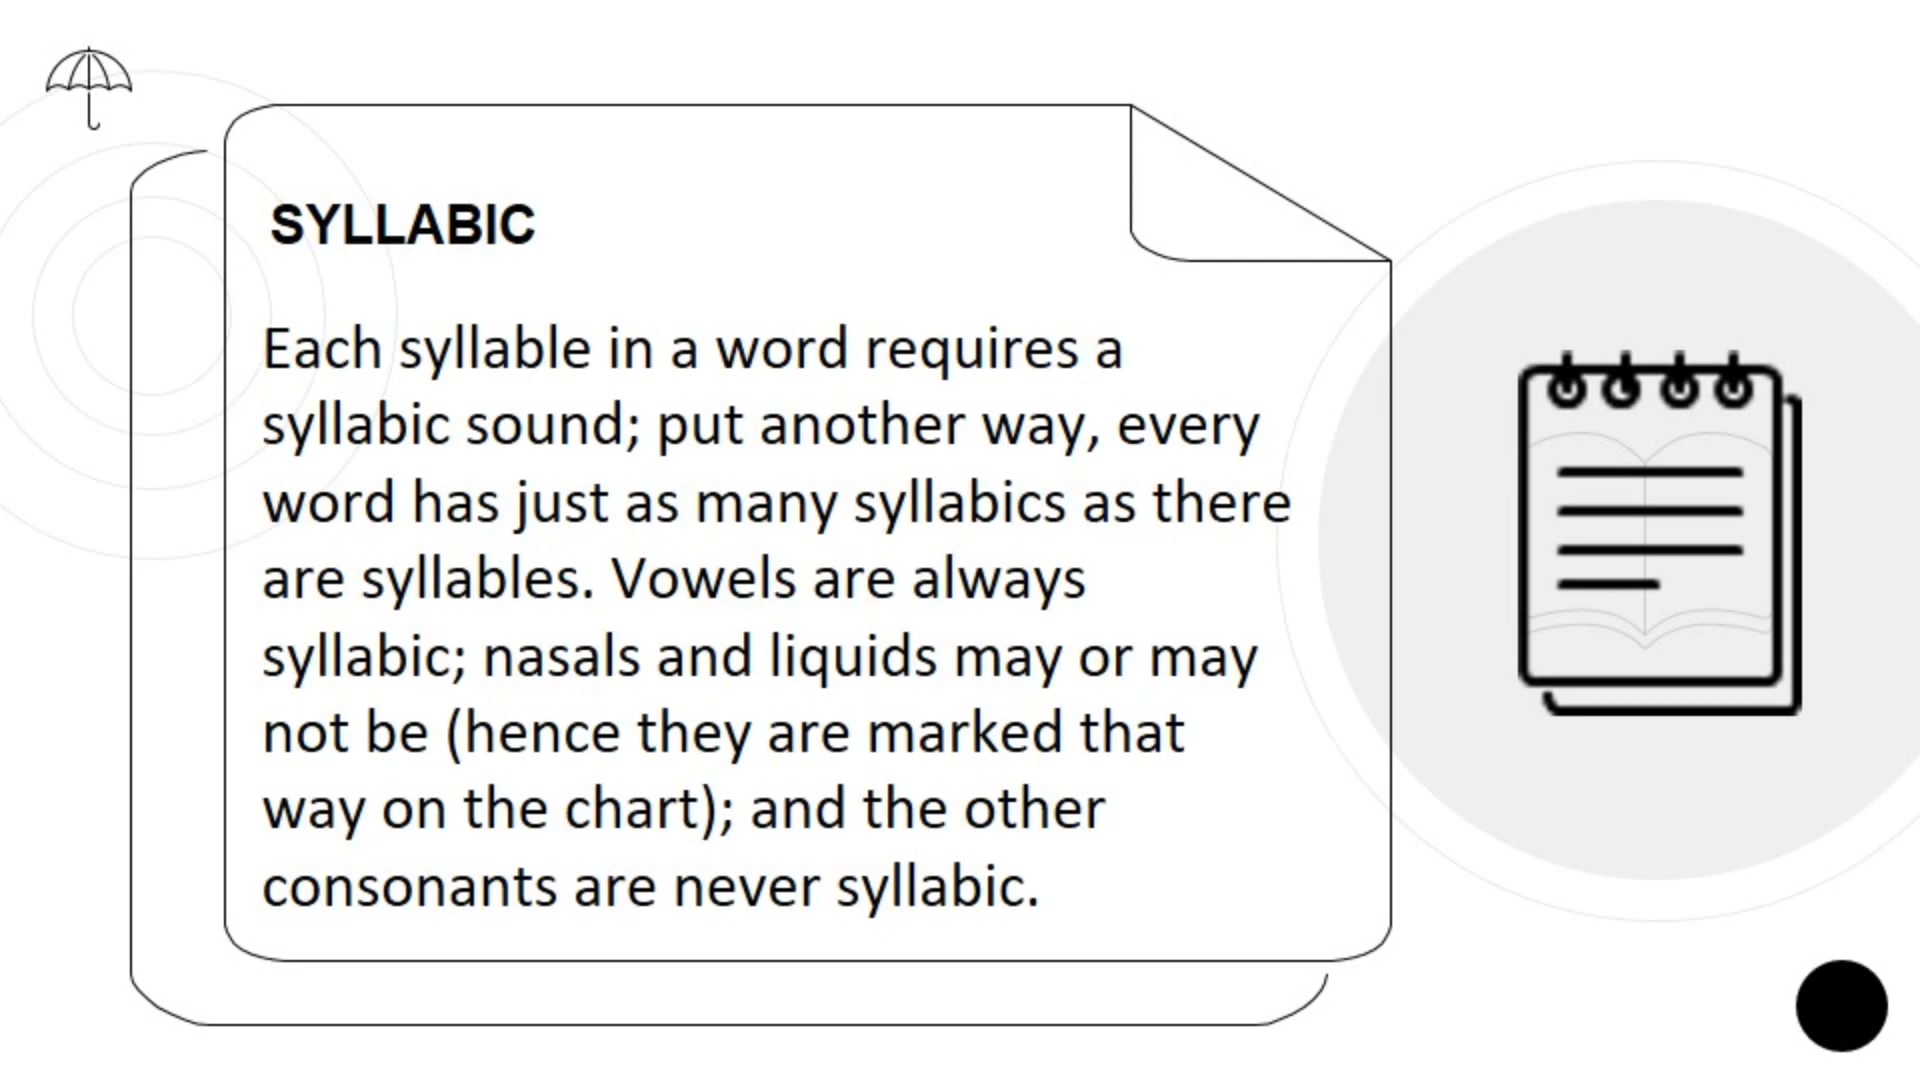 SYLLABIC
Each syllable in a word requires a
syllabic sound; put another way, every
word has just as many syllabics as there
are syllables. Vowels are always
syllabic; nasals and liquids may or may
not be (hence they are marked that
way on the chart); and the other
consonants are never syllabic.